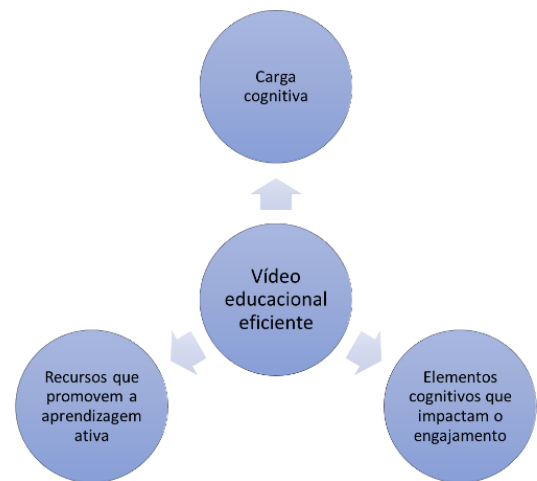 Carga
cognitiva
Vídeo
educacional
eficiente
Recursos que
promovem a
aprendizagem
ativa
Elementos
cognitivos que
impactam o
engajamento